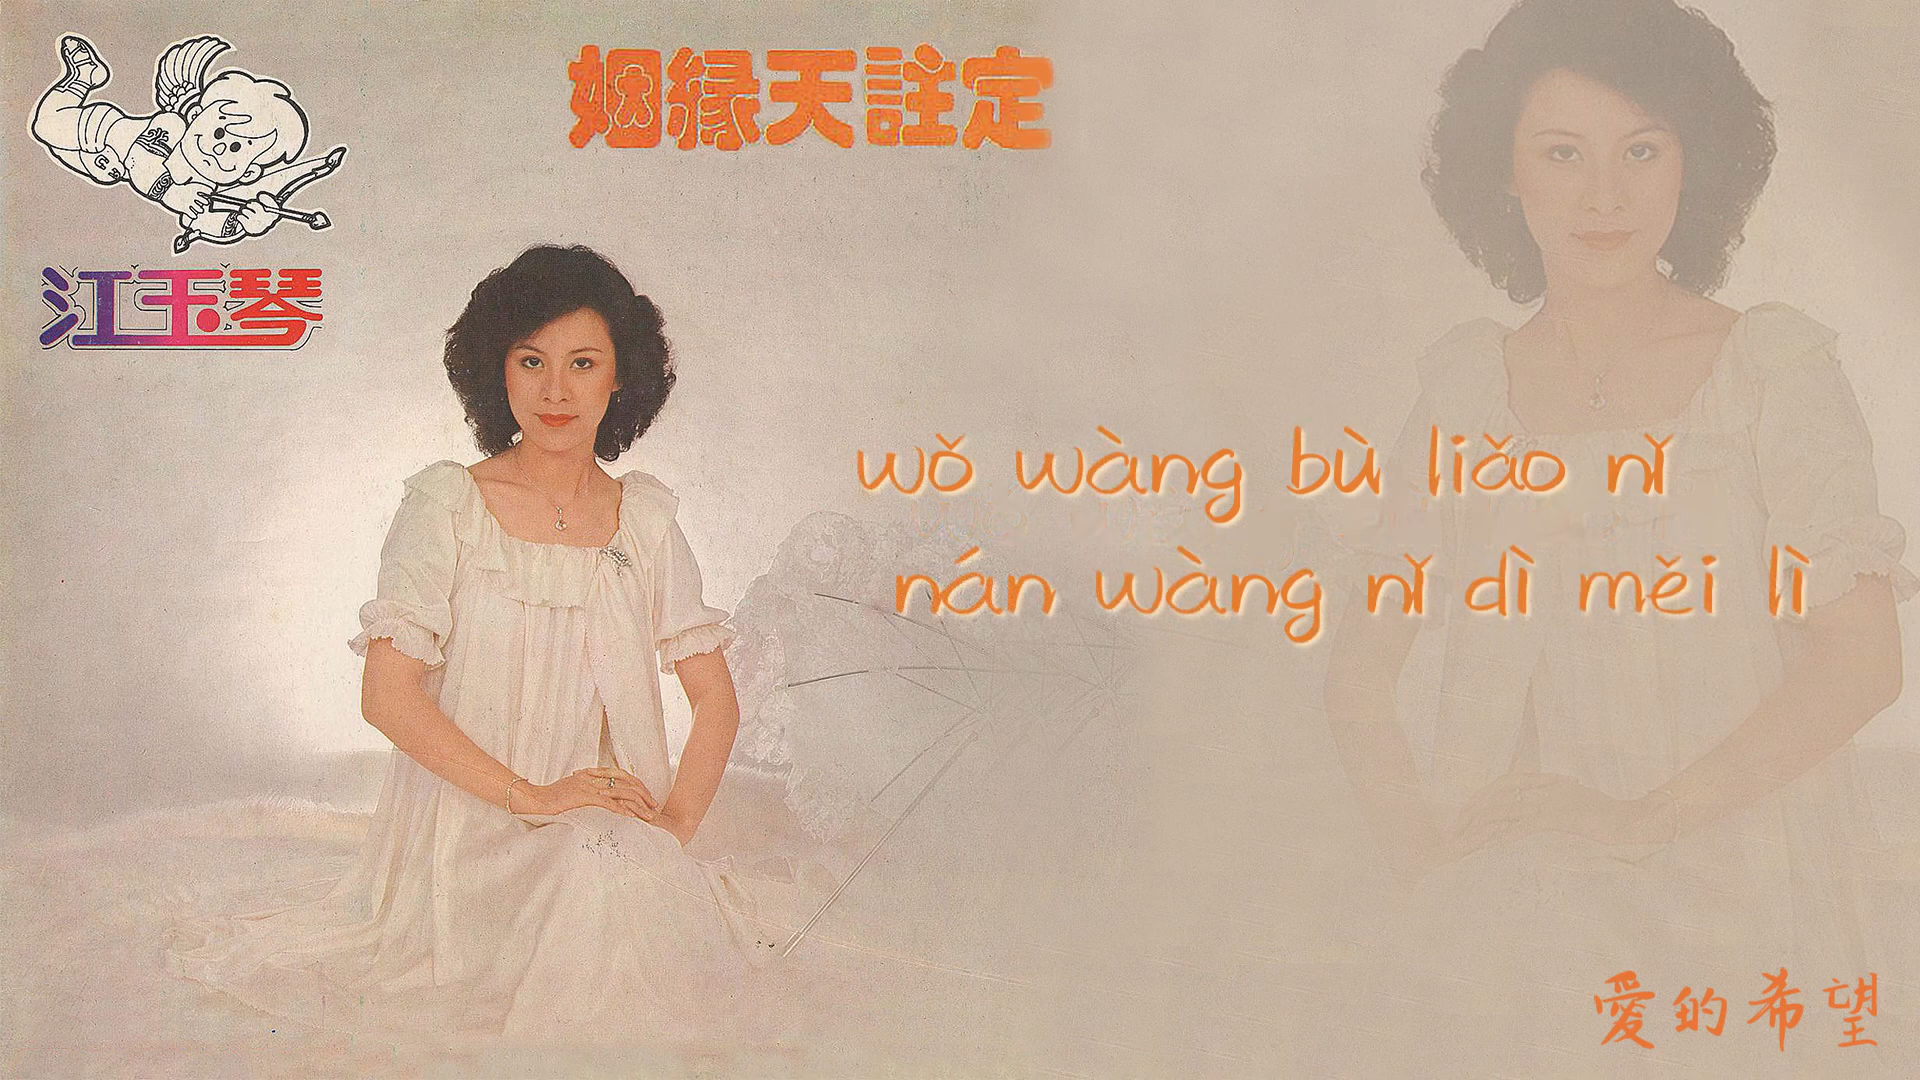 姻緣天註定
江玉琴
wǒ wàng bù liǎo nǐ
nán wàng nǐ dì měi lì
愛的希望